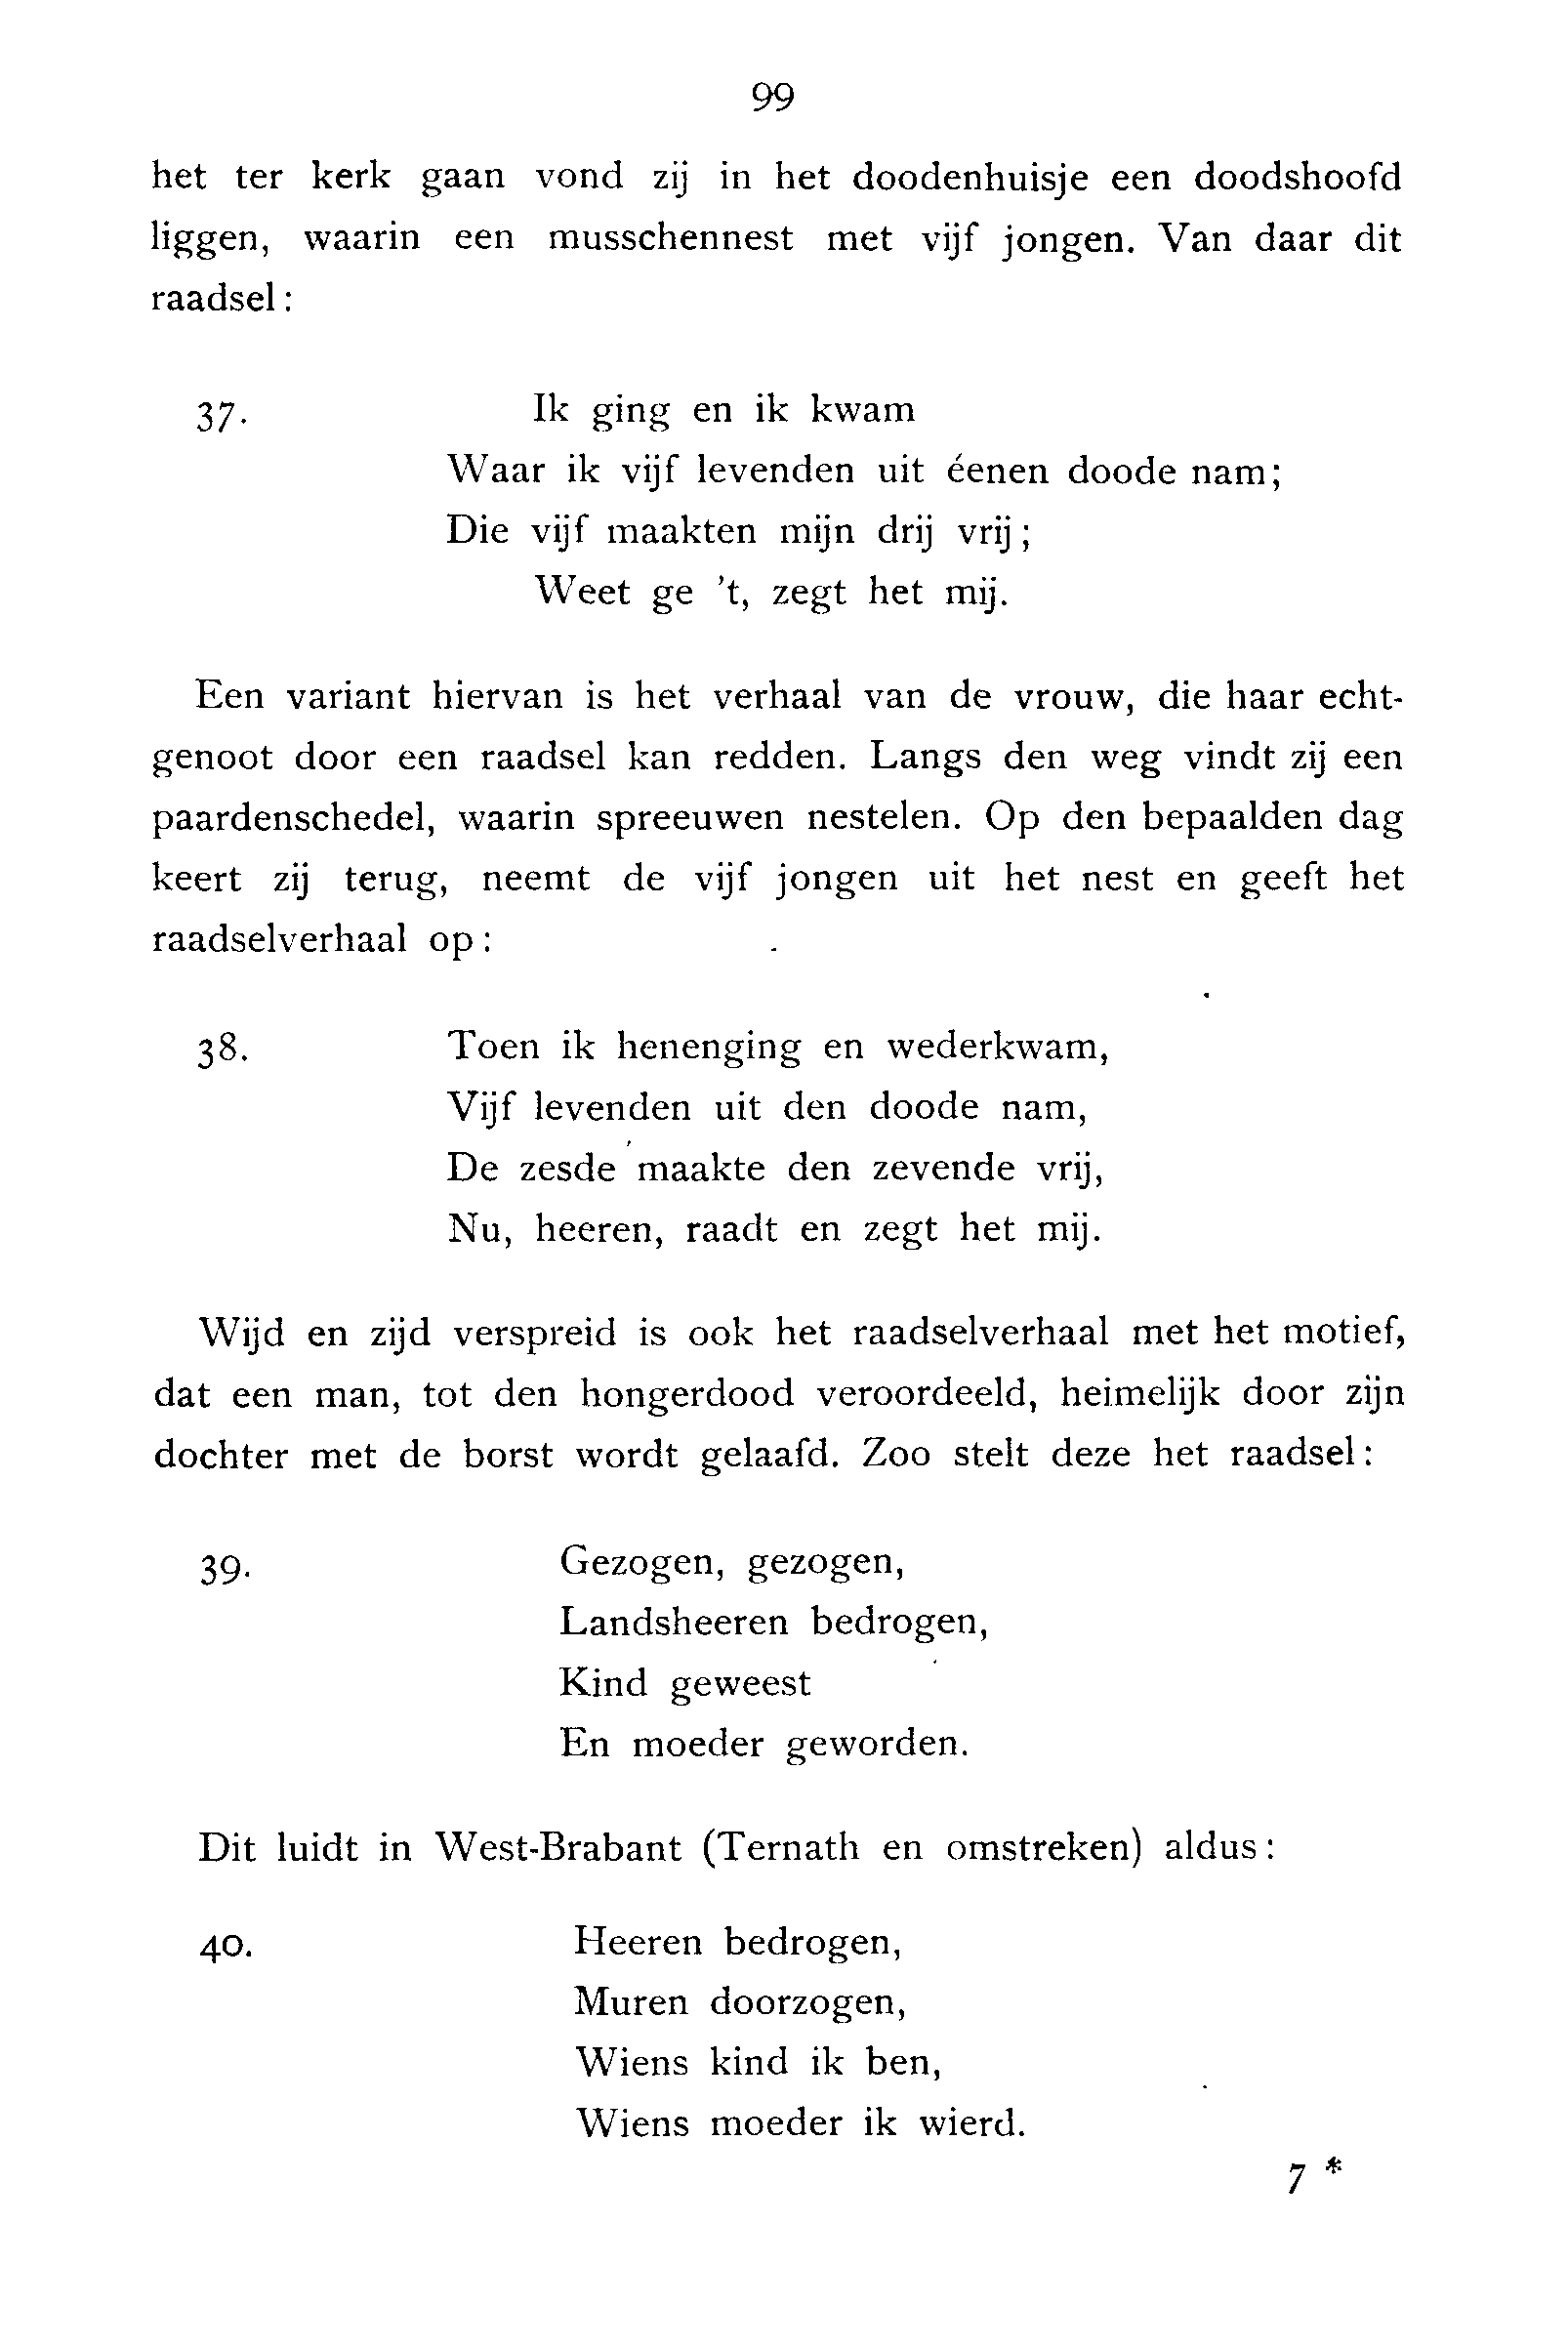 99
het ter kerk gaan vond zij in het doodenhuisje een doodshoofd
liggen, waarin een musschennest met vijf jongen. Van daar dit
raadsel:
37. Ik ging en ik kwam
Waar ik vijf levenden uit éenen doode nam;
Die vijf maakten mijn drij vrij;
Weet ge 't, zegt het mij.
Een variant hiervan is het verhaal van de vrouw, die haar echt-
genoot door een raadsel kan redden. Langs den weg vindt zij een
paardenschedel, waarin spreeuwen nestelen. Op den bepaalden dag
keert zij terug, neemt de vijf jongen uit het nest en geeft het
raadselverhaal op:
38. Toen ik henenging en wederkwam,
Vijf levenden uit den doode nam,
De zesde maakte den zevende vrij,
Nu, heeren, raadt en zegt het mij.
Wijd en zijd verspreid is ook het raadselverhaal met het motief,
dat een man, tot den hongerdood veroordeeld, heimelijk door zijn
dochter met de borst wordt gelaafd. Zoo stelt deze het raadsel:
39. Gezogen, gezogen,
Landsheeren bedrogen,
Kind geweest
En moeder geworden.
Dit luidt in West-Brabant (Ternath en omstreken) aldus:
40. Heeren bedrogen,
Muren doorzogen,
Wiens kind ik ben,
Wiens moeder ik wierd.
7 *